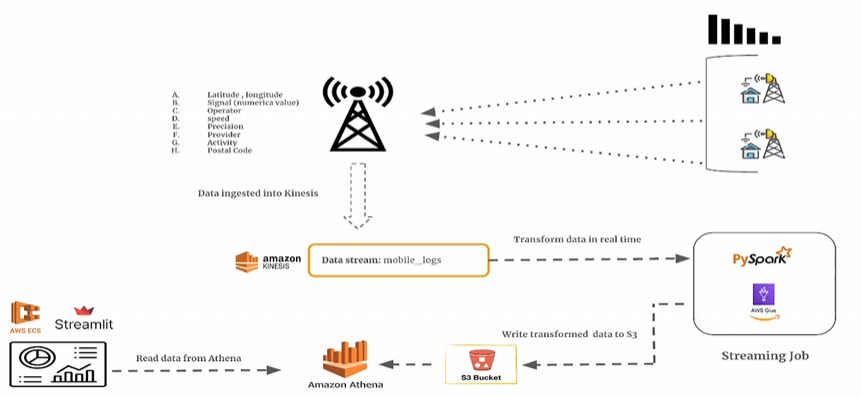 A. Latitude , longitude
B. Signal (numerica value)
C. Operator
D. speed
E. Precision
F. Provider
G. Activity
H. Postal Code
Data ingested into Kinesis
amazon
KINESIS
Data stream: mobile_logs
Transform data in real time
PySpark
AWS Glue
Streaming Job
Write transformed data to S3
S3 Bucket
Amazon Athena
Read data from Athena
AWS ECS
Streamlit